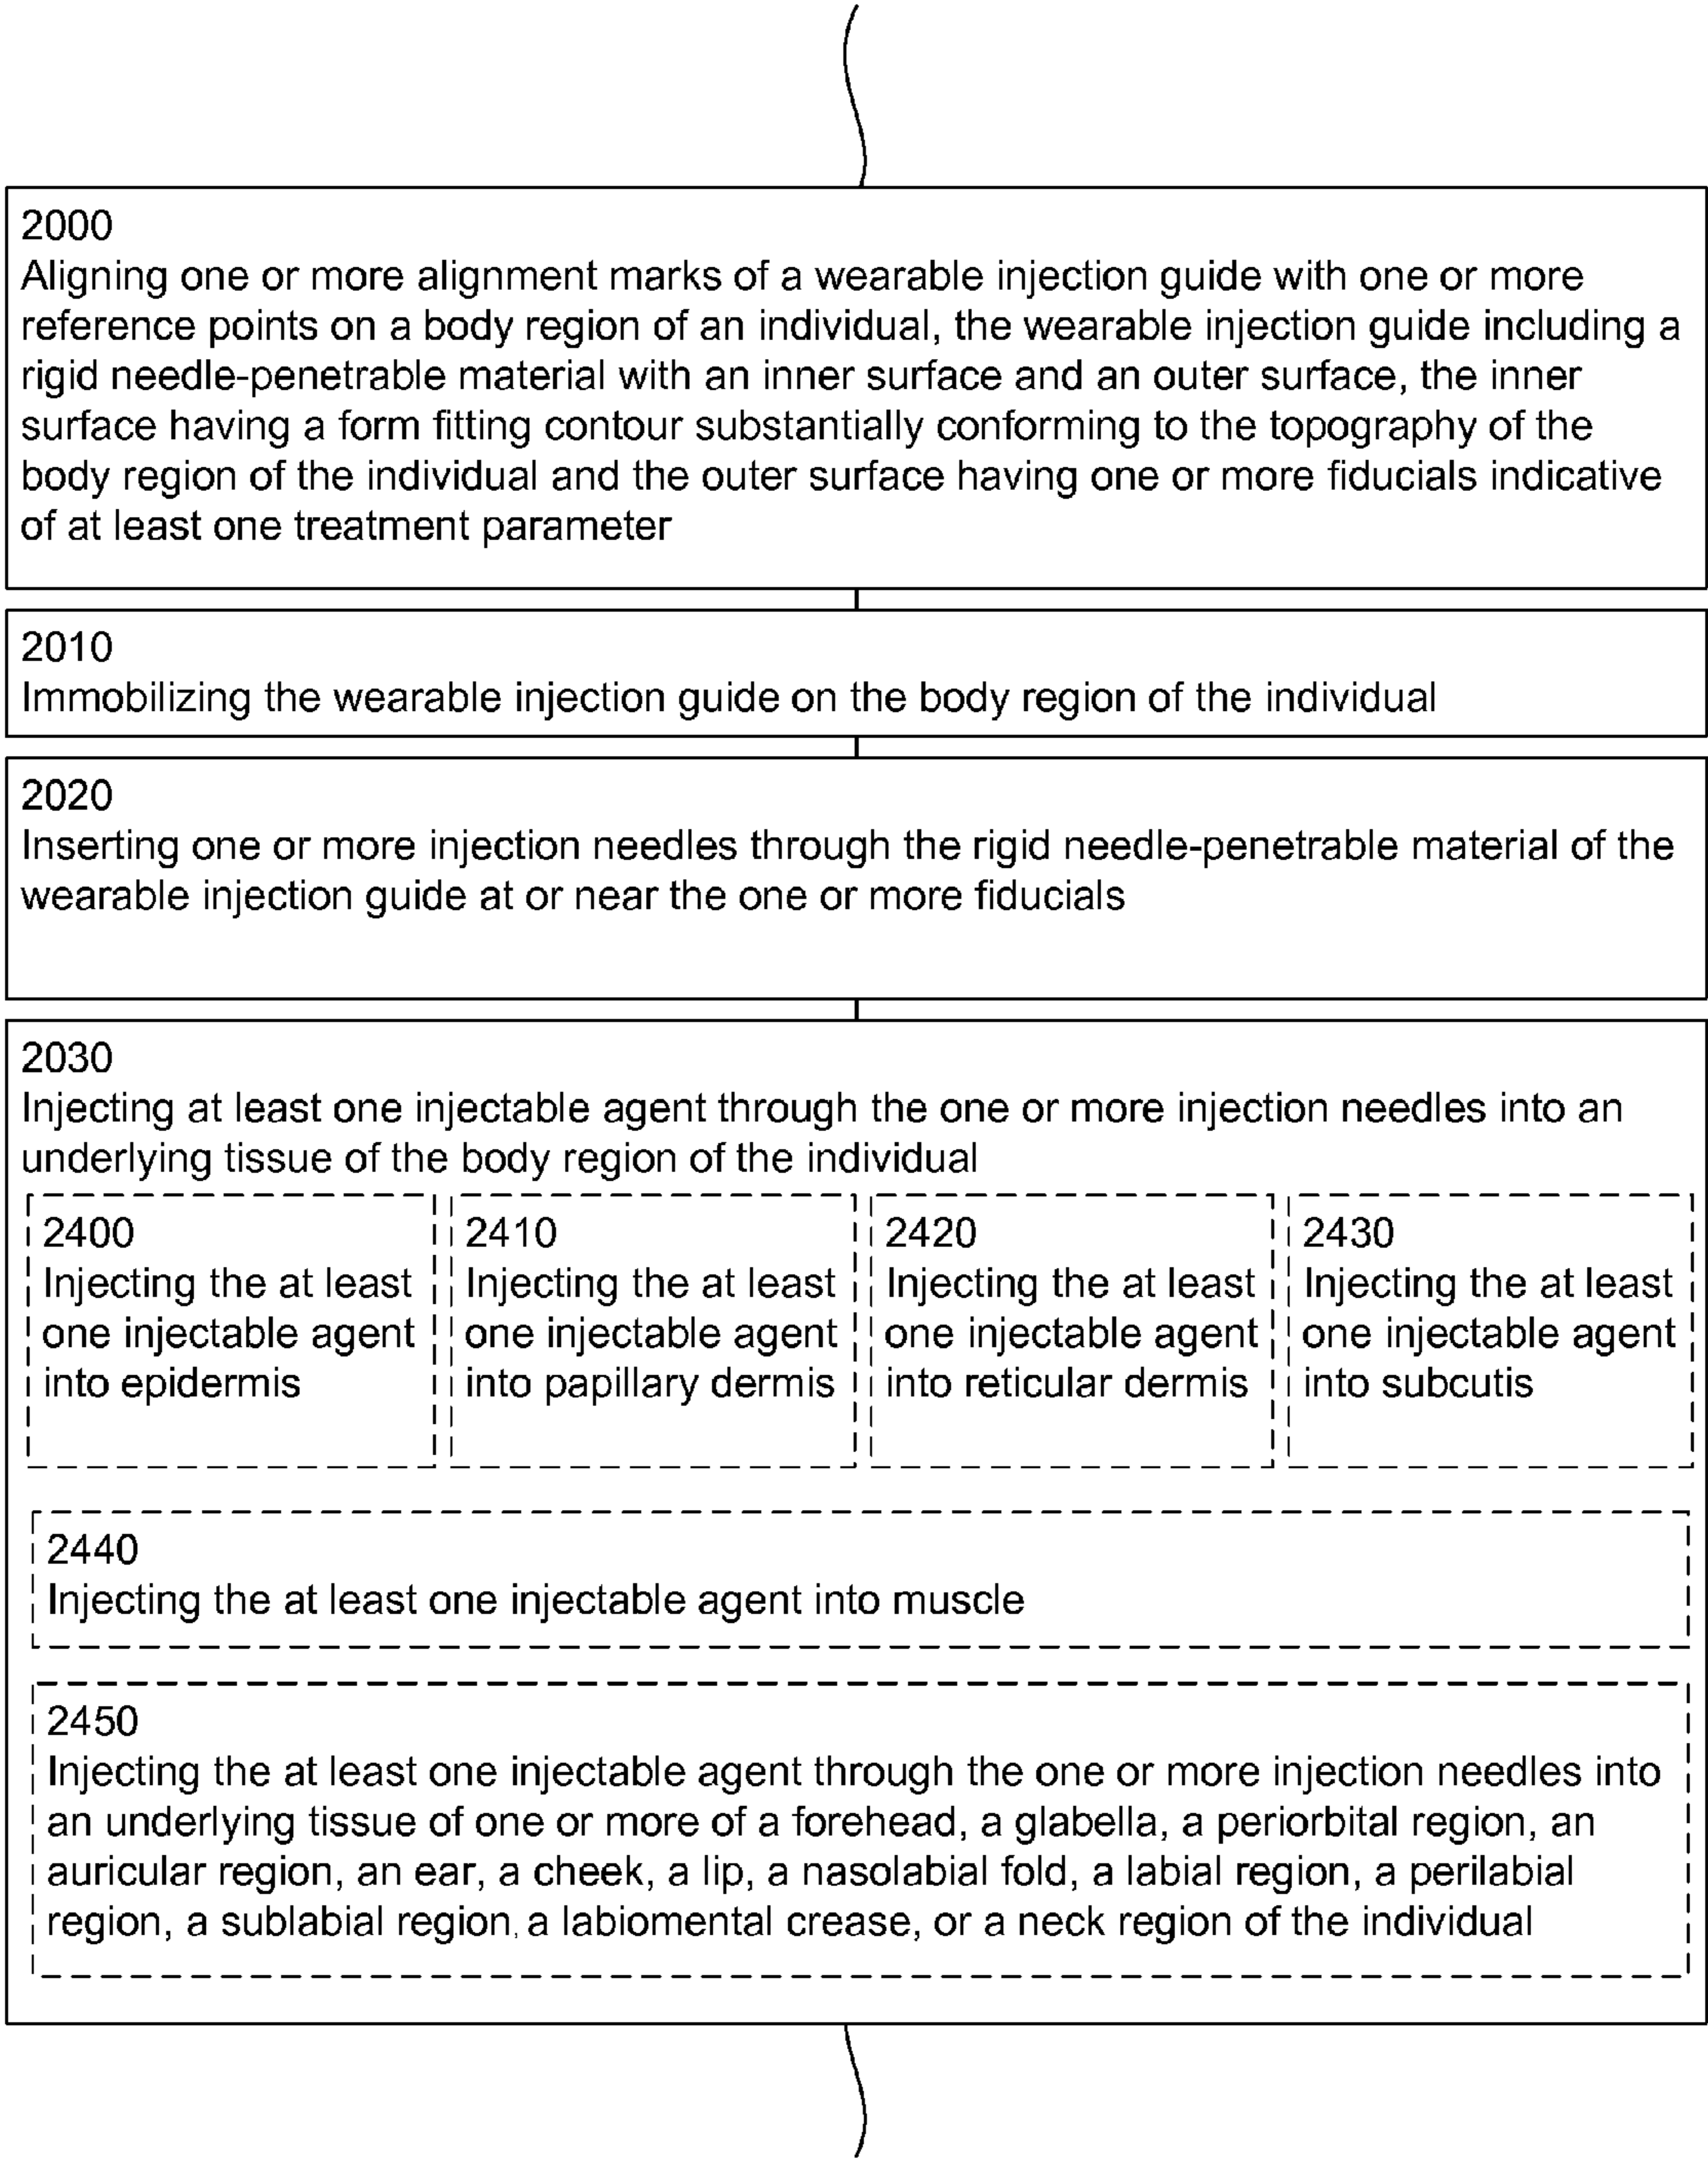 2000
Aligning one or more alignment marks of a wearable injection guide with one or more
reference points on a body region of an individual, the wearable injection guide including a
rigid needle-penetrable material with an inner surface and an outer surface, the inner
surface having a form fitting contour substantially conforming to the topography of the
body region of the individual and the outer surface having one or more fiducials indicative
of at least one treatment parameter
2010
Immobilizing the wearable injection guide on the body region of the individual
2020
Inserting one or more injection needles through the rigid needle-penetrable material of the
wearable injection guide at or near the one or more fiducials
2030
Injecting at least one injectable agent through the one or more injection needles into an
underlying tissue of the body region of the individual
2400
Injecting the at least
one injectable agent
into epidermis
2410
Injecting the at least
one injectable agent
into papillary dermis
2420
Injecting the at least
one injectable agent
into reticular dermis
2430
Injecting the at least
one injectable agent
into subcutis
2440
Injecting the at least one injectable agent into muscle
2450
Injecting the at least one injectable agent through the one or more injection needles into
an underlying tissue of one or more of a forehead, a glabella, a periorbital region, an
auricular region, an ear, a cheek, a lip, a nasolabial fold, a labial region, a perilabial
region, a sublabial region, a labiomental crease, or a neck region of the individual